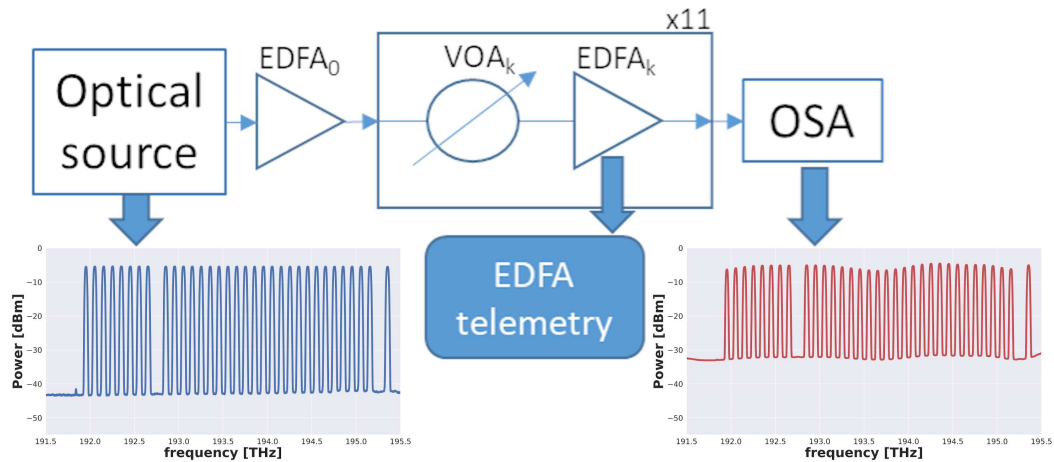 x11
EDFA₀
VOAₖ
EDFAₖ
Optical
source
OSA
EDFA
telemetry
0
−10
−20
−30
−40
−50
Power [dBm]
191.5 192.0 192.5 193.0 193.5 194.0 194.5 195.0 195.5
frequency [THz]
0
−10
−20
−30
−40
−50
Power [dBm]
191.5 192.0 192.5 193.0 193.5 194.0 194.5 195.0 195.5
frequency [THz]